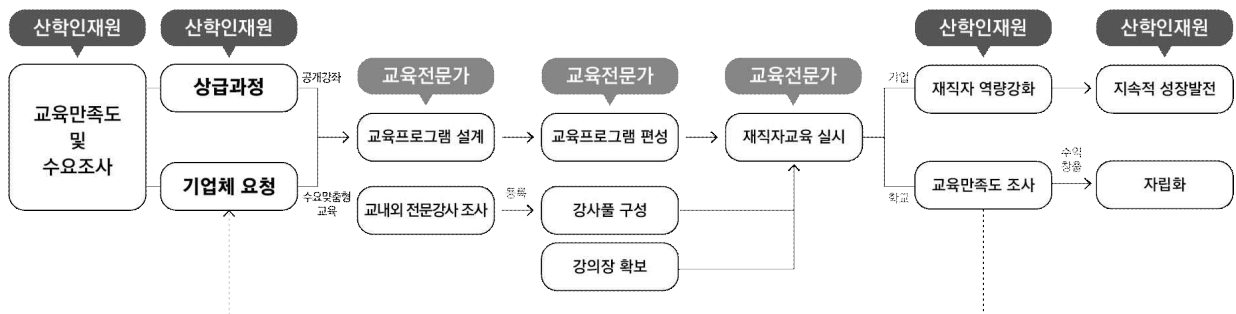 산학인재원
산학인재원
산학인재원
산학인재원
교육전문가
교육전문가
교육전문가
교육만족도
및
수요조사
상급과정
공개강좌
기업체 요청
수요맞춤형
교육
교육프로그램 설계
교육프로그램 편성
재직자교육 실시
교내외 전문강사 조사
등록
강사풀 구성
강의장 확보
기업
재직자 역량강화
지속적 성장발전
학교
교육만족도 조사
수익
창출
자립화